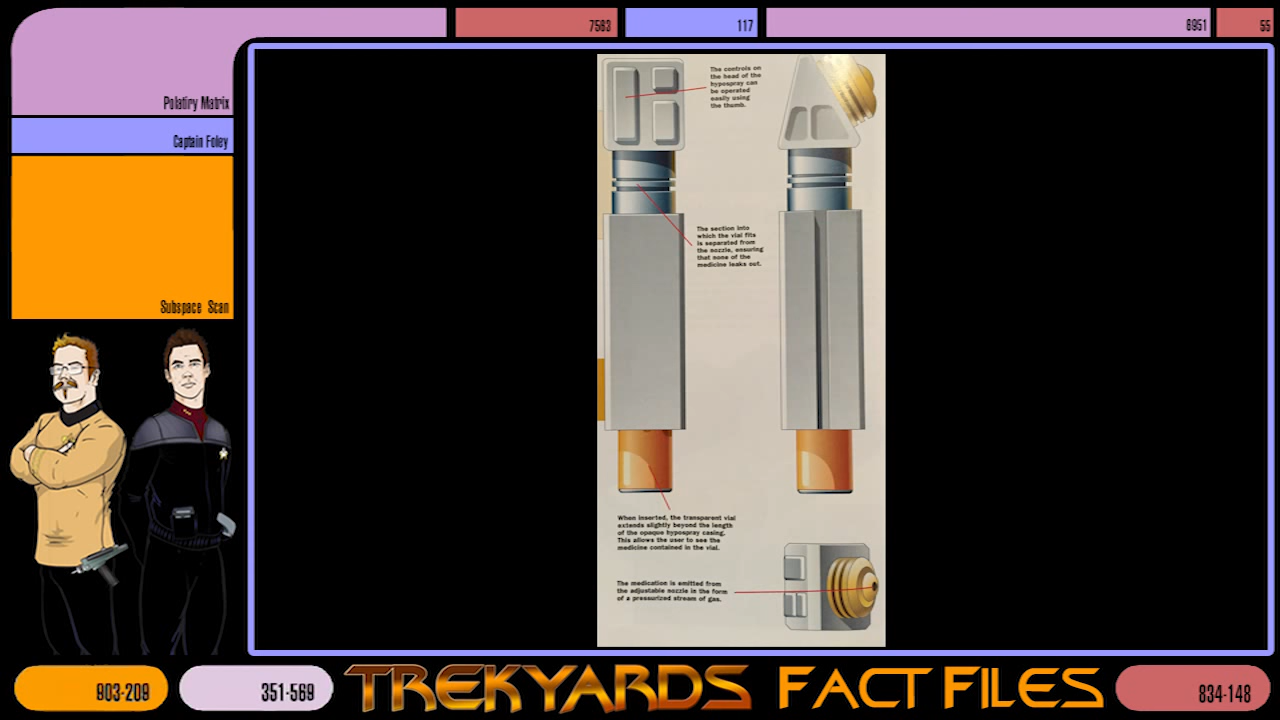 7563
117
6951
55
Polatiry Matrix
Captain Foley
Subspace Scan
The controls on
the head of the
hypospray can
be operated
easily using
the thumb.
The section into
which the vial fits
is separated from
the nozzle, ensuring
that none of the
medicine leaks out.
When inserted, the transparent vial
extends slightly beyond the length
of the opaque hypospray casing.
This allows the user to see the
medicine contained in the vial.
The medication is emitted from
the adjustable nozzle in the form
of a pressurized stream of gas.
903-209
351-569
TREKYARDS FACT FILES
834-148